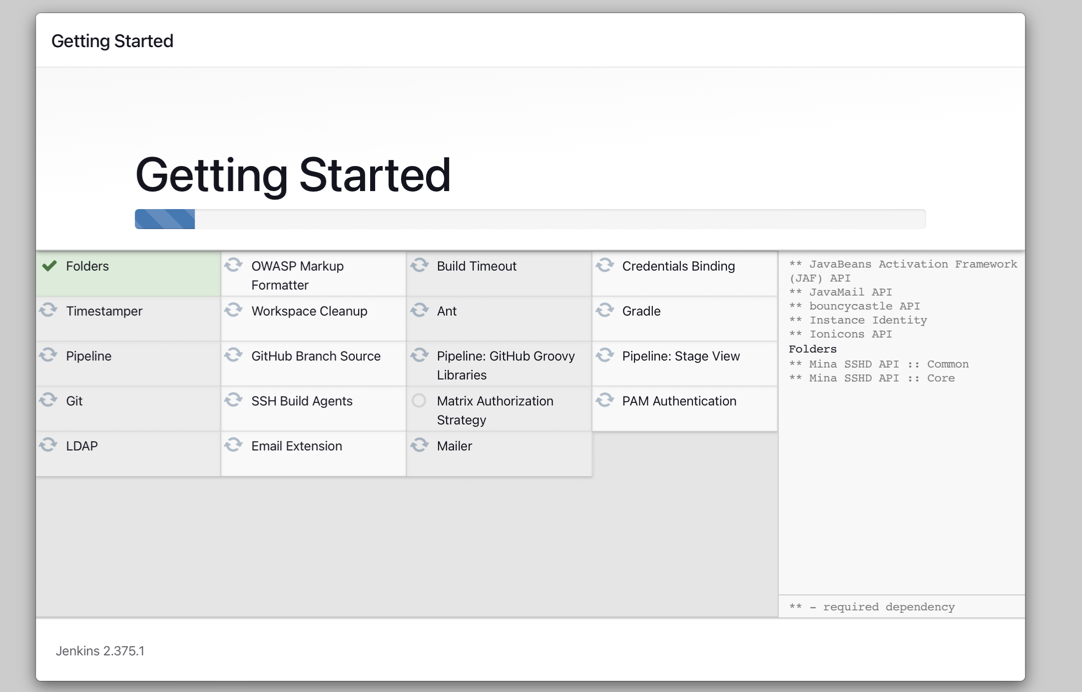 Getting Started
Getting Started
Folders
OWASP Markup
Formatter
Build Timeout
Credentials Binding
Timestamper
Workspace Cleanup
Ant
Gradle
Pipeline
GitHub Branch Source
Pipeline: GitHub Groovy
Libraries
Pipeline: Stage View
Git
SSH Build Agents
Matrix Authorization
Strategy
PAM Authentication
LDAP
Email Extension
Mailer
** JavaBeans Activation Framework
(JAF) API
** JavaMail API
** bouncycastle API
** Instance Identity
** Ionicons API
Folders
** Mina SSHD API :: Common
** Mina SSHD API :: Core
** - required dependency
Jenkins 2.375.1